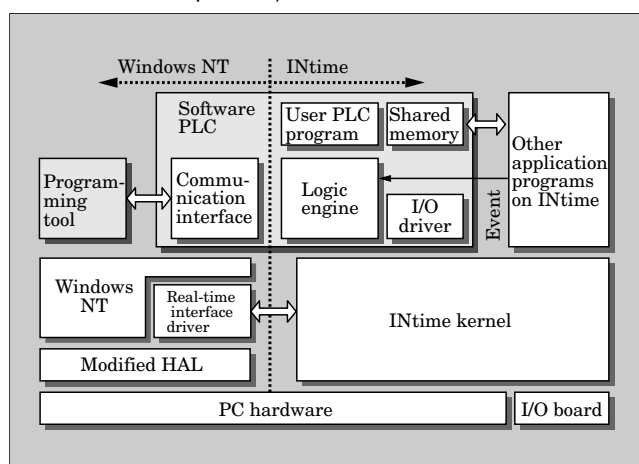 Windows NT
INtime
Software
PLC
User PLC
program
Shared
memory
Other
application
programs
on INtime
Program-
ming
tool
Commu-
nication
interface
Logic
engine
I/O
driver
Event
Windows
NT
Real-time
interface
driver
INtime kernel
Modified HAL
PC hardware
I/O board